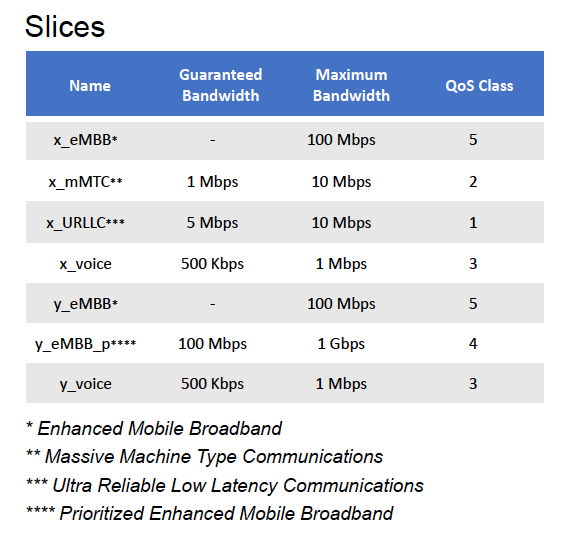 Slices
Name Guaranteed Bandwidth Maximum Bandwidth QoS Class
x_eMBB* - 100 Mbps 5
x_mMTC** 1 Mbps 10 Mbps 2
x_URLLC*** 5 Mbps 10 Mbps 1
x_voice 500 Kbps 1 Mbps 3
y_eMBB* - 100 Mbps 5
y_eMBB_p**** 100 Mbps 1 Gbps 4
y_voice 500 Kbps 1 Mbps 3
* Enhanced Mobile Broadband
** Massive Machine Type Communications
*** Ultra Reliable Low Latency Communications
**** Prioritized Enhanced Mobile Broadband